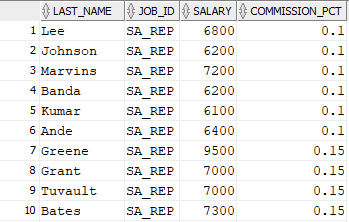 LAST_NAME JOB_ID SALARY COMMISSION_PCT
1 Lee SA_REP 6800 0.1
2 Johnson SA_REP 6200 0.1
3 Marvins SA_REP 7200 0.1
4 Banda SA_REP 6200 0.1
5 Kumar SA_REP 6100 0.1
6 Ande SA_REP 6400 0.1
7 Greene SA_REP 9500 0.15
8 Grant SA_REP 7000 0.15
9 Tuvault SA_REP 7000 0.15
10 Bates SA_REP 7300 0.15